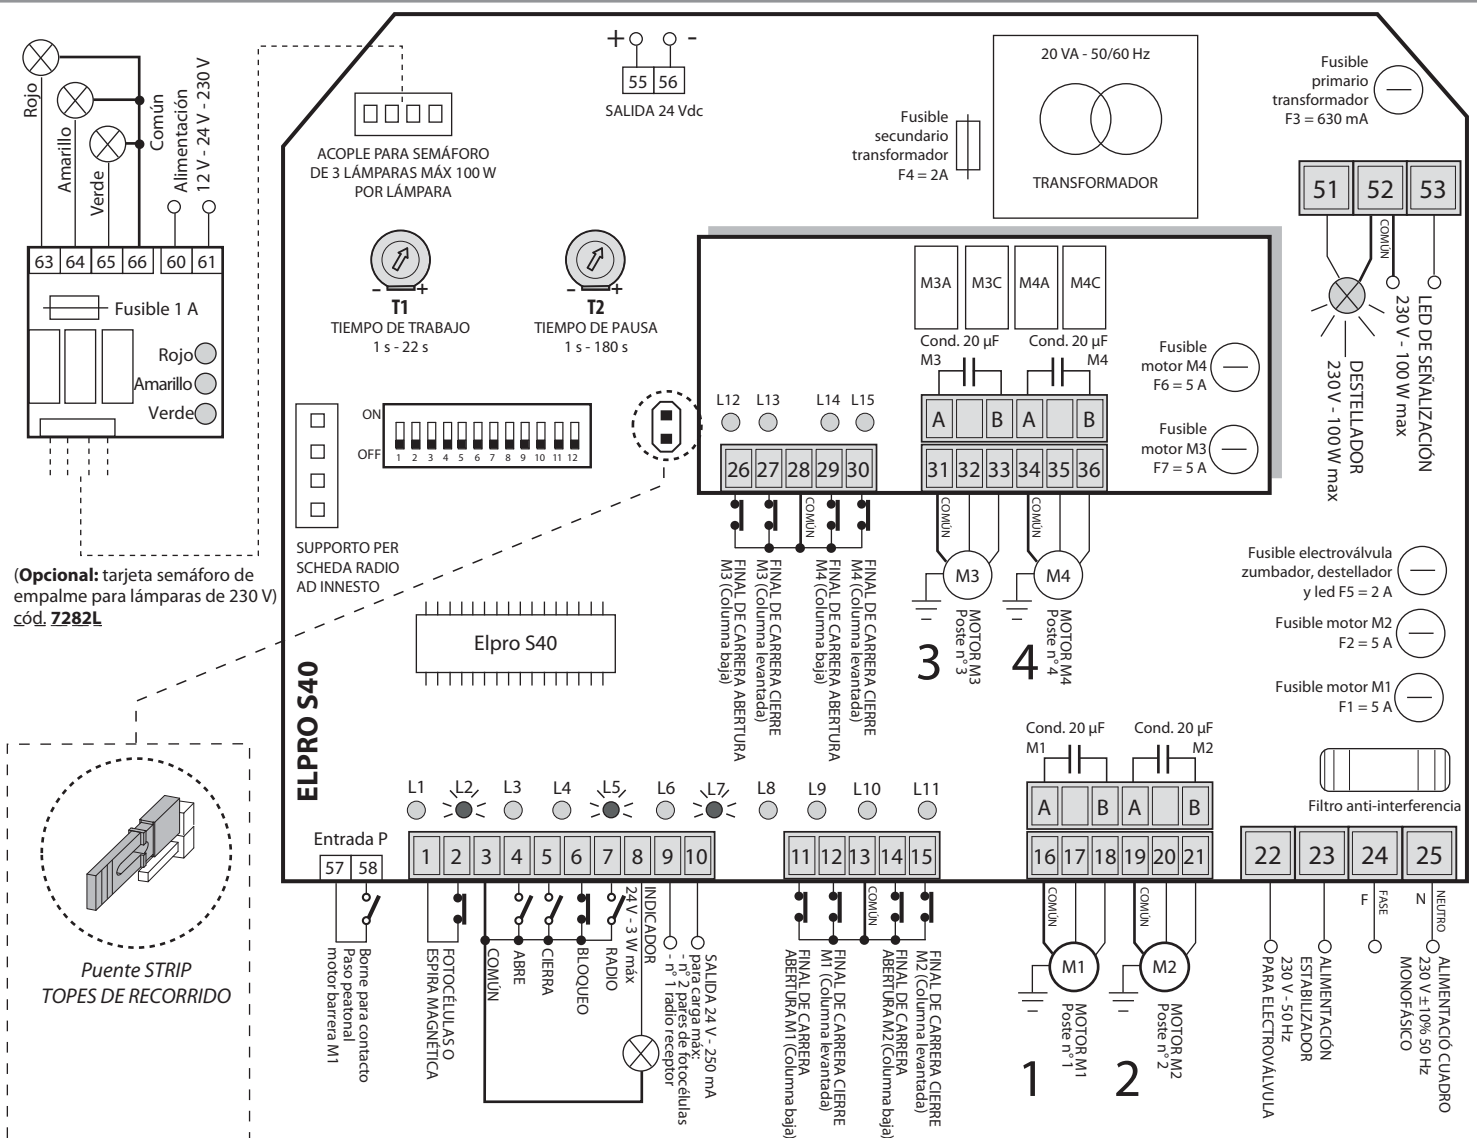 Rojo
Amarillo
Verde
Común
Alimentación
12 V - 24 V - 230 V
63 64 65 66 60 61
Fusible 1 A
Rojo
Amarillo
Verde
(Opcional: tarjeta semáforo de
empalme para lámparas de 230 V)
cód. 7282L
ACOPLE PARA SEMÁFORO
DE 3 LÁMPARAS MÁX 100 W
POR LÁMPARA
+ -
55 56
SALIDA 24 Vdc
20 VA - 50/60 Hz
TRANSFORMADOR
Fusible
secundario
transformador
F4 = 2A
Fusible
primario
transformador
F3 = 630 mA
51 52 53
COMÚN
DESTELLADOR
230V - 100W max
230 V - 100 W max
LED DE SEÑALIZACIÓN
- +
T1
TIEMPO DE TRABAJO
1 s - 22 s
- +
T2
TIEMPO DE PAUSA
1 s - 180 s
ON
OFF
1 2 3 4 5 6 7 8 9 10 11 12
SUPPORTO PER
SCHEDA RADIO
AD INNESTO
Elpro S40
ELPRO S40
M3A M3C M4A M4C
Cond. 20 µF
M3
Cond. 20 µF
M4
A B A B
31 32 33 34 35 36
Fusible
motor M4
F6 = 5 A
Fusible
motor M3
F7 = 5 A
L12 L13 L14 L15
26 27 28 29 30
COMÚN
FINAL DE CARRERA ABERTURA
M3 (Columna baja)
FINAL DE CARRERA CIERRE
M3 (Columna levantada)
FINAL DE CARRERA ABERTURA
M4 (Columna baja)
FINAL DE CARRERA CIERRE
M4 (Columna levantada)
COMÚN
COMÚN
M3
M4
3
MOTOR M3
Poste n° 3
4
MOTOR M4
Poste n° 4
Fusible electroválvula
zumbador, destellador
y led F5 = 2 A
Fusible motor M2
F2 = 5 A
Fusible motor M1
F1 = 5 A
Filtro anti-interferencia
Puente STRIP
TOPES DE RECORRIDO
L1 L2 L3 L4 L5 L6 L7 L8 L9 L10 L11
Entrada P
57 58
1 2 3 4 5 6 7 8 9 10
11 12 13 14 15
Borne para contacto
Paso peatonal
motor barrera M1
FOTOCÉLULAS O
ESPIRA MAGNÉTICA
COMÚN
ABRE
CIERRA
BLOQUEO
RADIO
INDICADOR
24 V - 3 W máx
SALIDA 24 V - 250 mA
para carga máx:
- n° 2 pares de fotocélulas
- n° 1 radio receptor
COMÚN
FINAL DE CARRERA
ABERTURA M1 (Columna baja)
FINAL DE CARRERA CIERRE
M1 (Columna levantada)
FINAL DE CARRERA
ABERTURA M2 (Columna baja)
FINAL DE CARRERA CIERRE
M2 (Columna levantada)
Cond. 20 µF
M1
Cond. 20 µF
M2
A B A B
16 17 18 19 20 21
COMÚN
COMÚN
M1
M2
1
MOTOR M1
Poste n° 1
2
MOTOR M2
Poste n° 2
22 23 24 25
F FASE
N NEUTRO
PARA ELECTROVÁLVULA
230 V - 50 Hz
ALIMENTACIÓN
ESTABILIZADOR
ALIMENTACIÓ CUADRO
230 V ±10% 50 Hz
MONOFÁSICO